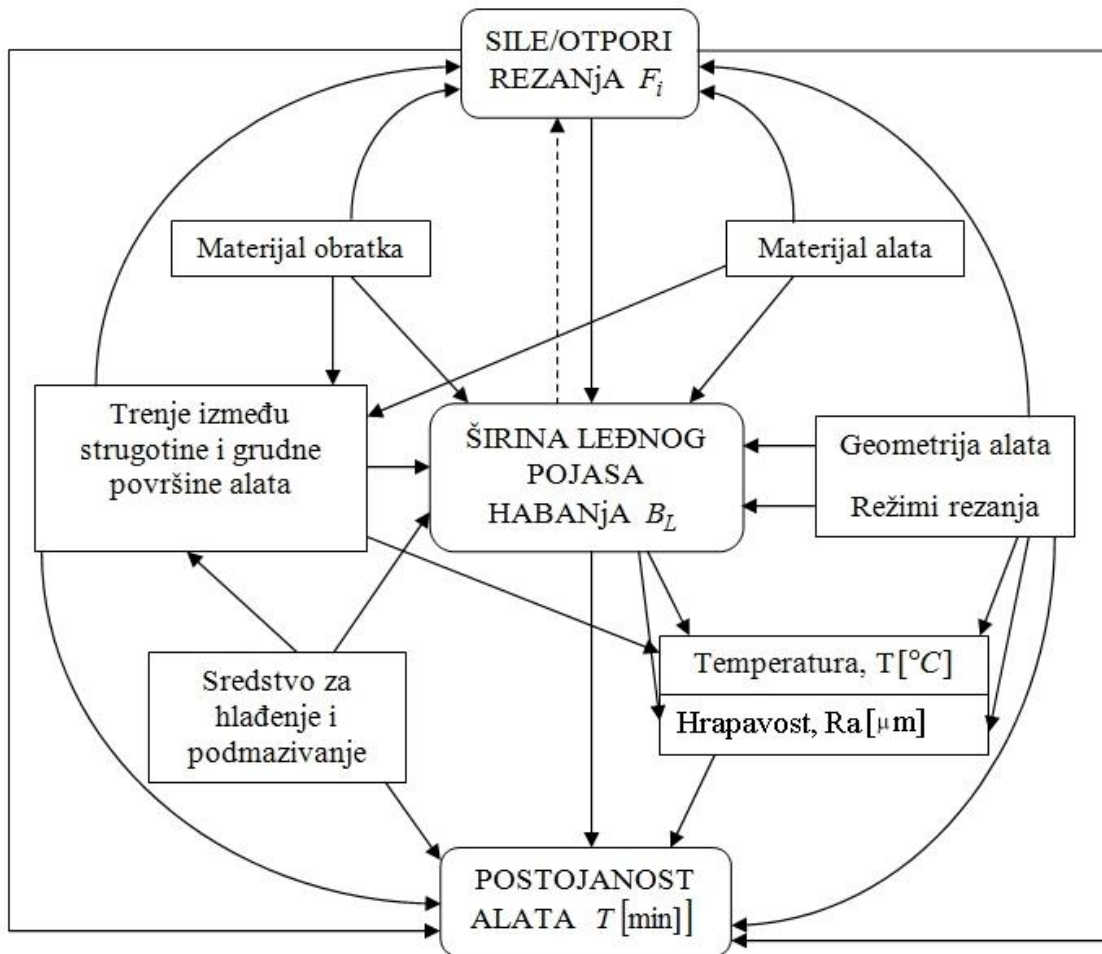 SILE/OTPORI
REZANjA F_i
Materijal obratka
Materijal alata
Trenje između
strugotine i grudne
površine alata
ŠIRINA LEĐNOG
POJASA
HABANjA B_L
Geometrija alata
Režimi rezanja
Sredstvo za
hlađenje i
podmazivanje
Temperatura, T[°C]
Hrapavost, Ra[μm]
POSTOJANOST
ALATA T[min]]